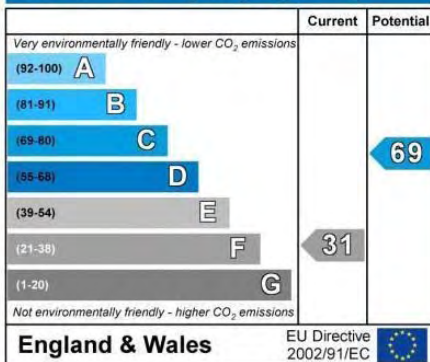 Current Potential
Very environmentally friendly - lower CO2 emissions
(92-100) A
(81-91) B
(69-80) C
69
(55-68) D
(39-54) E
(21-38) F 31
(1-20) G
Not environmentally friendly - higher CO2 emissions
England & Wales EU Directive 2002/91/EC